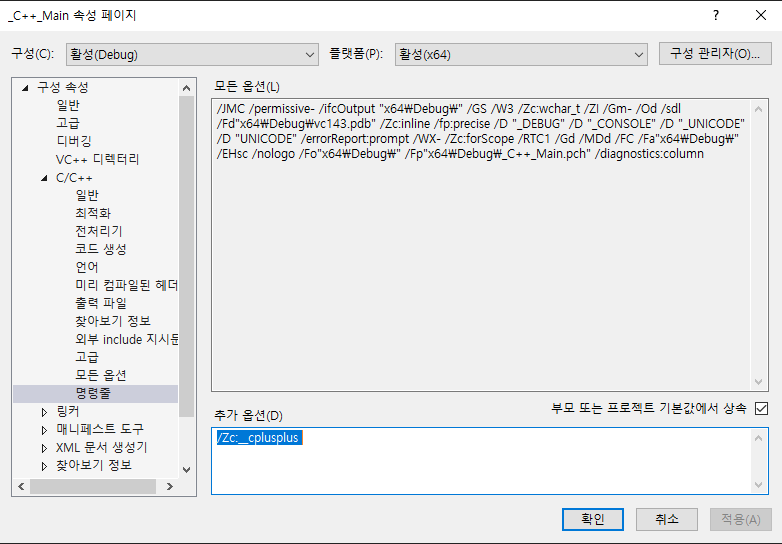 _C++_Main 속성 페이지
?
구성(C):
활성(Debug)
플랫폼(P):
활성(x64)
구성 관리자(O)...
구성 속성
일반
고급
디버깅
VC++ 디렉터리
C/C++
일반
최적화
전처리기
코드 생성
언어
미리 컴파일된 헤더
출력 파일
찾아보기 정보
외부 include 지시문
고급
모든 옵션
명령줄
링커
매니페스트 도구
XML 문서 생성기
찾아보기 정보
모든 옵션(L)
/JMC /permissive- /ifcOutput "x64₩Debug₩" /GS /W3 /Zc:wchar_t /ZI /Gm- /Od /sdl
/Fd"x64₩Debug₩vc143.pdb" /Zc:inline /fp:precise /D "_DEBUG" /D "_CONSOLE" /D "_UNICODE"
/D "UNICODE" /errorReport:prompt /WX- /Zc:forScope /RTC1 /Gd /MDd /FC /Fa"x64₩Debug₩"
/EHsc /nologo /Fo"x64₩Debug₩" /Fp"x64₩Debug₩_C++_Main.pch" /diagnostics:column
추가 옵션(D)
부모 또는 프로젝트 기본값에서 상속
/Zc:__cplusplus
확인
취소
적용(A)